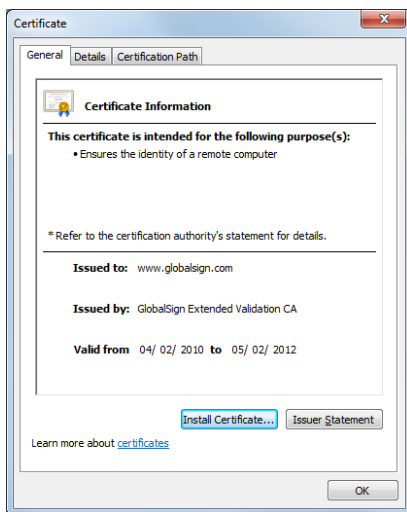 Certificate
General Details Certification Path
Certificate Information
This certificate is intended for the following purpose(s):
• Ensures the identity of a remote computer
* Refer to the certification authority's statement for details.
Issued to: www.globalsign.com
Issued by: GlobalSign Extended Validation CA
Valid from 04/ 02/ 2010 to 05/ 02/ 2012
Install Certificate... Issuer Statement
Learn more about certificates
OK